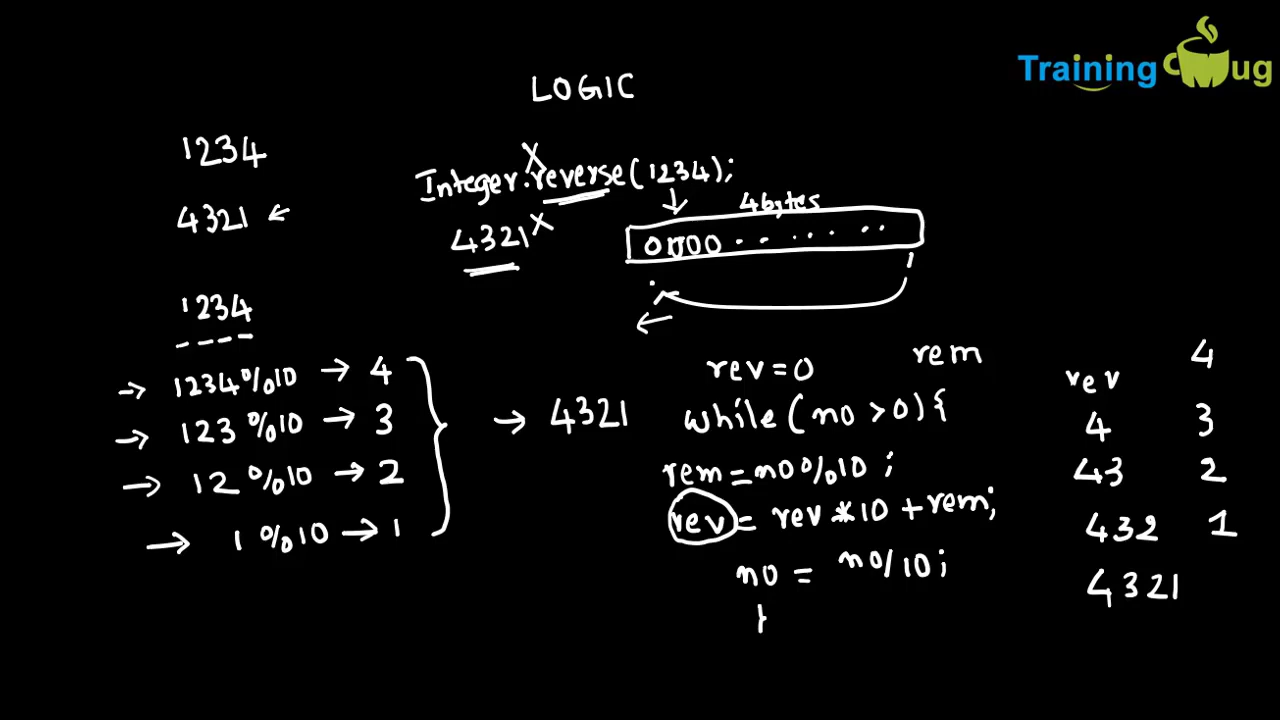 Training Mug
LOGIC
1234
4321 ←
Integer.reverse(1234);
X
4321 X
4bytes
1234
1234%10 → 4
123 %10 → 3
12 %10 → 2
1 %10 → 1
→ 4321
rev=0
while(no >0){
rem=no%10 ;
rev = rev*10 +rem;
no = no/10;
}
rev
4
43
432
4321
rem
4
3
2
1